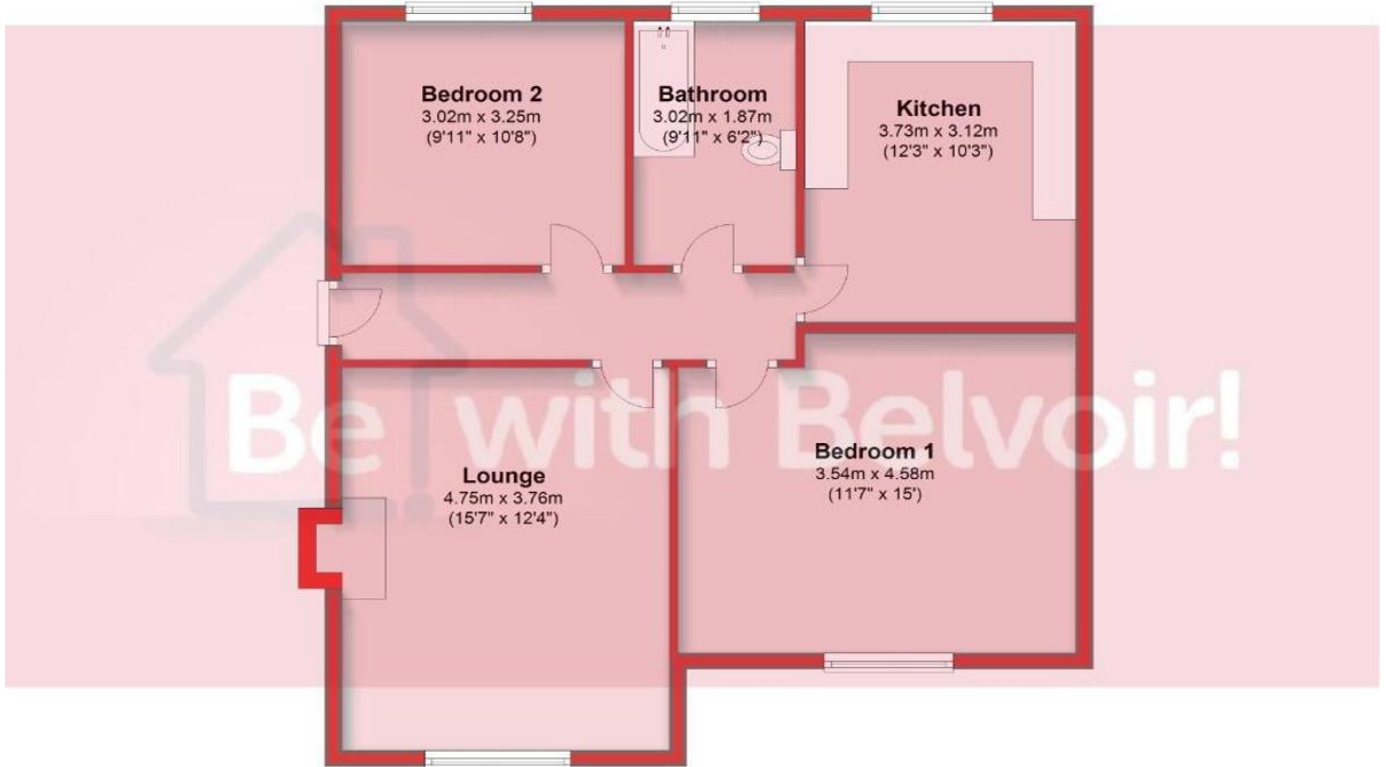 Bedroom 2
3.02m x 3.25m
(9'11" x 10'8")
Bathroom
3.02m x 1.87m
(9'11" x 6'2")
Kitchen
3.73m x 3.12m
(12'3" x 10'3")
Be with Belvoir!
Bedroom 1
3.54m x 4.58m
(11'7" x 15')
Lounge
4.75m x 3.76m
(15'7" x 12'4")